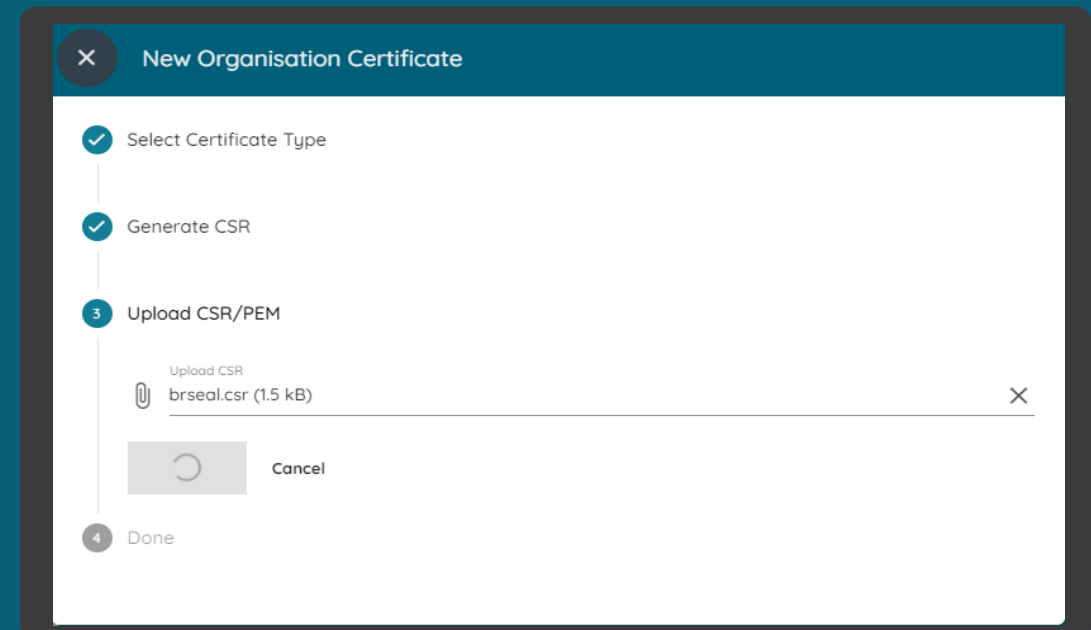 New Organisation Certificate
Select Certificate Type
Generate CSR
3 Upload CSR/PEM
Upload CSR
brseal.csr (1.5 kB)
Cancel
4 Done